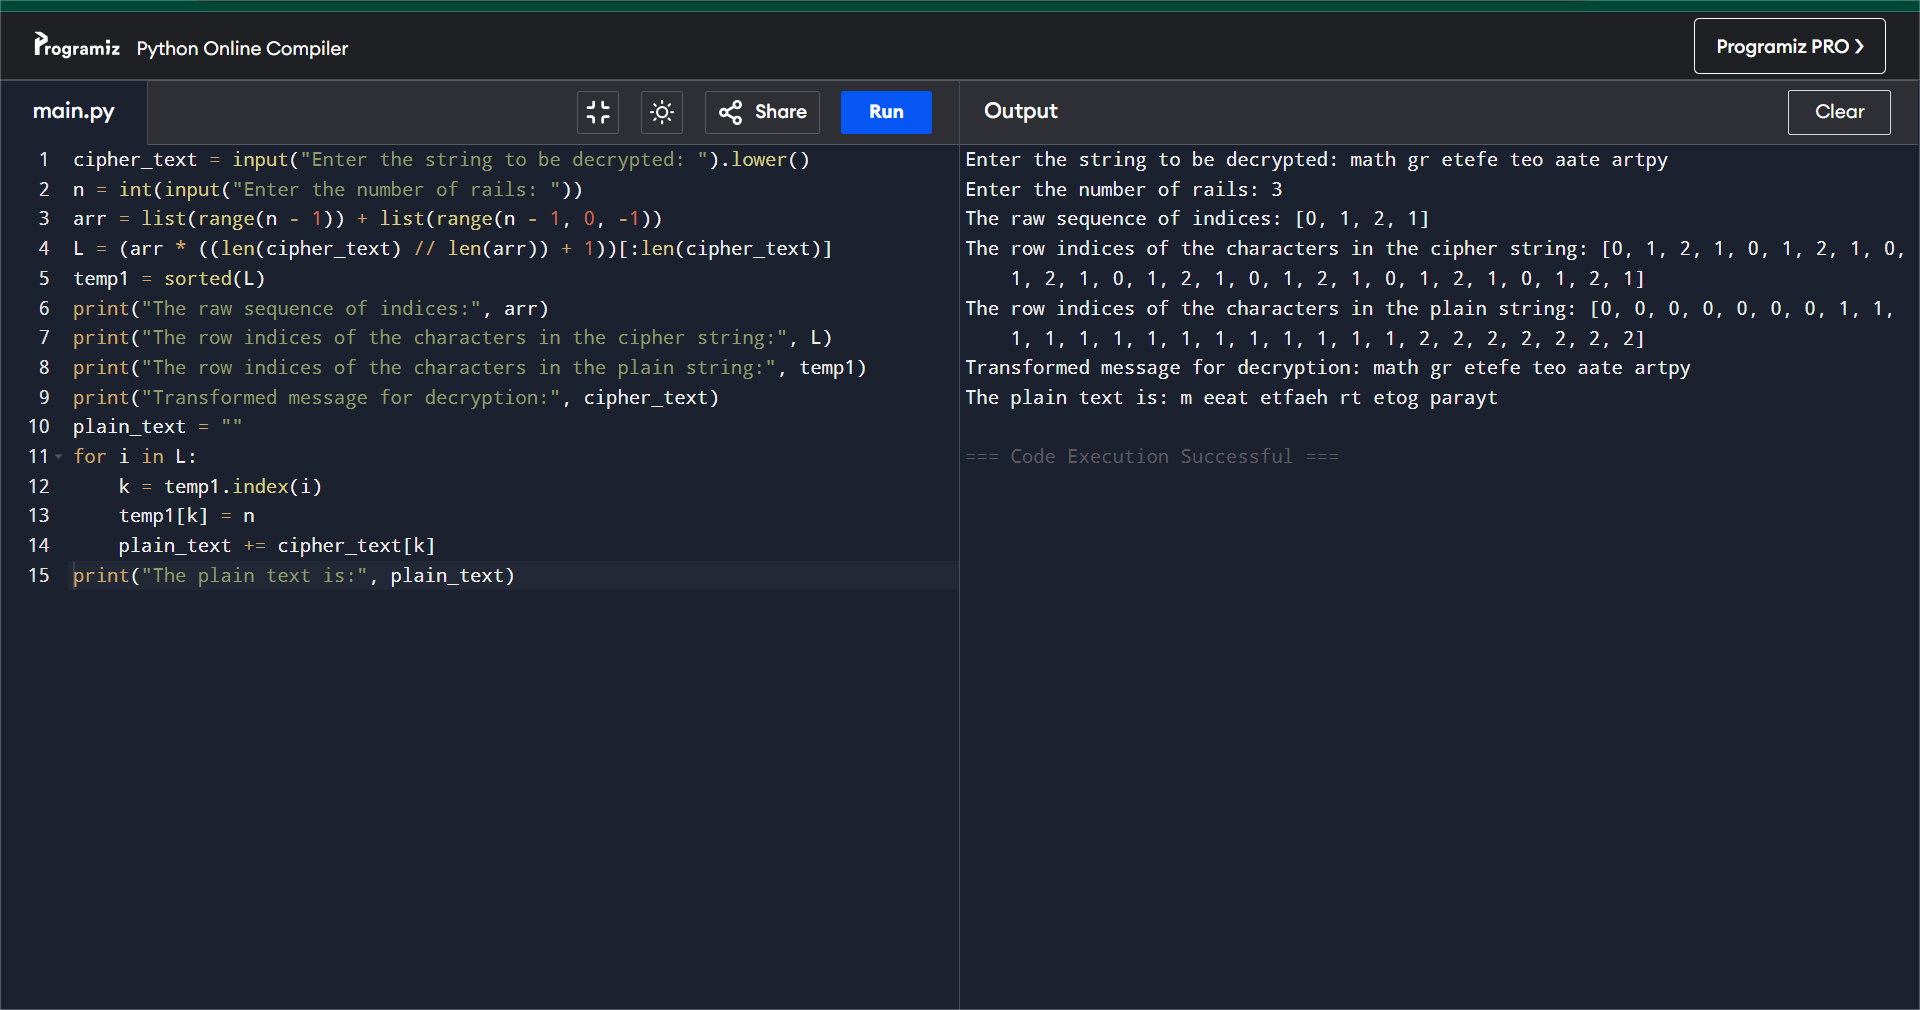 Programiz Python Online Compiler
Programiz PRO ❯
main.py
Share
Run
Output
Clear
1 cipher_text = input("Enter the string to be decrypted: ").lower()
2 n = int(input("Enter the number of rails: "))
3 arr = list(range(n - 1)) + list(range(n - 1, 0, -1))
4 L = (arr * ((len(cipher_text) // len(arr)) + 1))[:len(cipher_text)]
5 temp1 = sorted(L)
6 print("The raw sequence of indices:", arr)
7 print("The row indices of the characters in the cipher string:", L)
8 print("The row indices of the characters in the plain string:", temp1)
9 print("Transformed message for decryption:", cipher_text)
10 plain_text = ""
11 for i in L:
12     k = temp1.index(i)
13     temp1[k] = n
14     plain_text += cipher_text[k]
15 print("The plain text is:", plain_text)
Enter the string to be decrypted: math gr etefe teo aate artpy
Enter the number of rails: 3
The raw sequence of indices: [0, 1, 2, 1]
The row indices of the characters in the cipher string: [0, 1, 2, 1, 0, 1, 2, 1, 0,
    1, 2, 1, 0, 1, 2, 1, 0, 1, 2, 1, 0, 1, 2, 1, 0, 1, 2, 1]
The row indices of the characters in the plain string: [0, 0, 0, 0, 0, 0, 0, 1, 1,
    1, 1, 1, 1, 1, 1, 1, 1, 1, 1, 1, 1, 2, 2, 2, 2, 2, 2, 2]
Transformed message for decryption: math gr etefe teo aate artpy
The plain text is: m eeat etfaeh rt etog parayt
=== Code Execution Successful ===